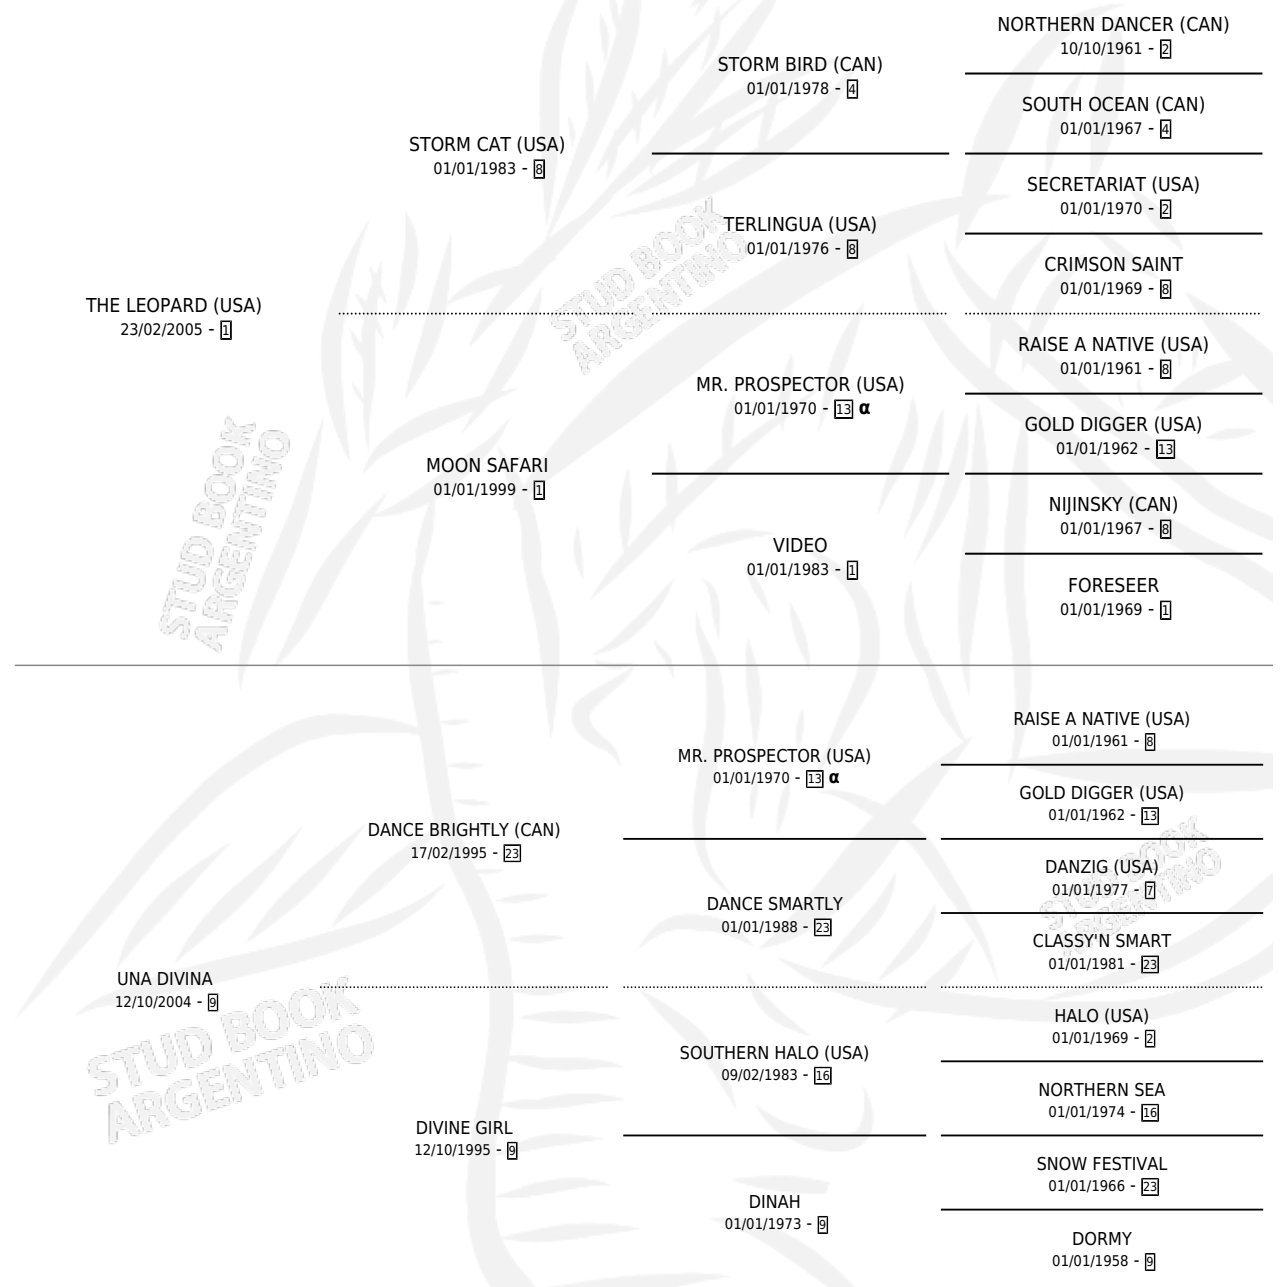 NORTHERN DANCER (CAN)
10/10/1961 - 2
STORM BIRD (CAN)
01/01/1978 - 4
SOUTH OCEAN (CAN)
01/01/1967 - 4
STORM CAT (USA)
01/01/1983 - 8
SECRETARIAT (USA)
01/01/1970 - 2
TERLINGUA (USA)
01/01/1976 - 8
CRIMSON SAINT
01/01/1969 - 8
THE LEOPARD (USA)
23/02/2005 - 1
RAISE A NATIVE (USA)
01/01/1961 - 8
MR. PROSPECTOR (USA)
01/01/1970 - 13 α
GOLD DIGGER (USA)
01/01/1962 - 13
MOON SAFARI
01/01/1999 - 1
NIJINSKY (CAN)
01/01/1967 - 8
VIDEO
01/01/1983 - 1
FORESEER
01/01/1969 - 1
RAISE A NATIVE (USA)
01/01/1961 - 8
MR. PROSPECTOR (USA)
01/01/1970 - 13 α
GOLD DIGGER (USA)
01/01/1962 - 13
DANCE BRIGHTLY (CAN)
17/02/1995 - 23
DANZIG (USA)
01/01/1977 - 7
DANCE SMARTLY
01/01/1988 - 23
CLASSY'N SMART
01/01/1981 - 23
UNA DIVINA
12/10/2004 - 9
HALO (USA)
01/01/1969 - 2
SOUTHERN HALO (USA)
09/02/1983 - 16
NORTHERN SEA
01/01/1974 - 16
DIVINE GIRL
12/10/1995 - 9
SNOW FESTIVAL
01/01/1966 - 23
DINAH
01/01/1973 - 9
DORMY
01/01/1958 - 9
STUD BOOK
ARGENTINO
STUD BOOK
ARGENTINO
STUD BOOK
ARGENTINO
STUD BOOK
ARGENTINO